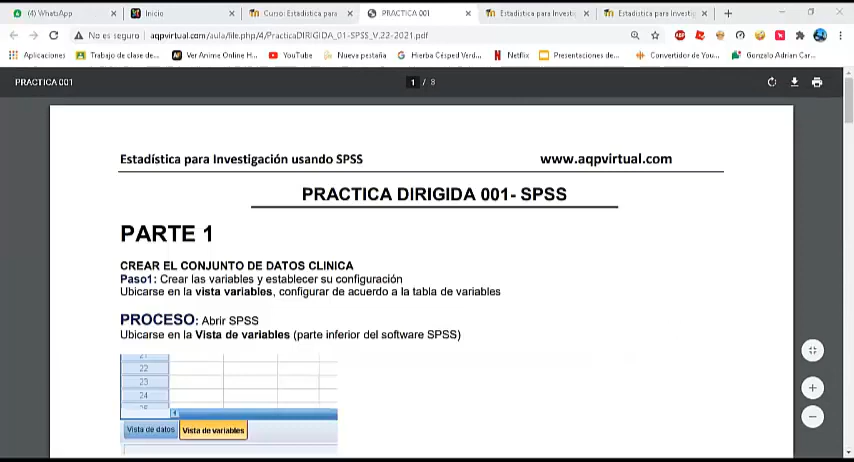 (4) WhatsApp
Inicio
Curso: Estadística para
PRACTICA 001
Estadística para Investig
Estadística para Investig
No es seguro | aqpvirtual.com/aula/file.php/4/PracticaDIRIGIDA_01-SPSS_V.22-2021.pdf
Aplicaciones
Trabajo de clase de...
Ver Anime Online H...
YouTube
Nueva pestaña
Hierba Césped Verd...
Netflix
Presentaciones de...
Convertidor de You...
Gonzalo Adrian Car...
PRACTICA 001
1 / 8
Estadística para Investigación usando SPSS
www.aqpvirtual.com
PRACTICA DIRIGIDA 001- SPSS
PARTE 1
CREAR EL CONJUNTO DE DATOS CLINICA
Paso1: Crear las variables y establecer su configuración
Ubicarse en la vista variables, configurar de acuerdo a la tabla de variables
PROCESO: Abrir SPSS
Ubicarse en la Vista de variables (parte inferior del software SPSS)
21
22
23
24
Vista de datos
Vista de variables